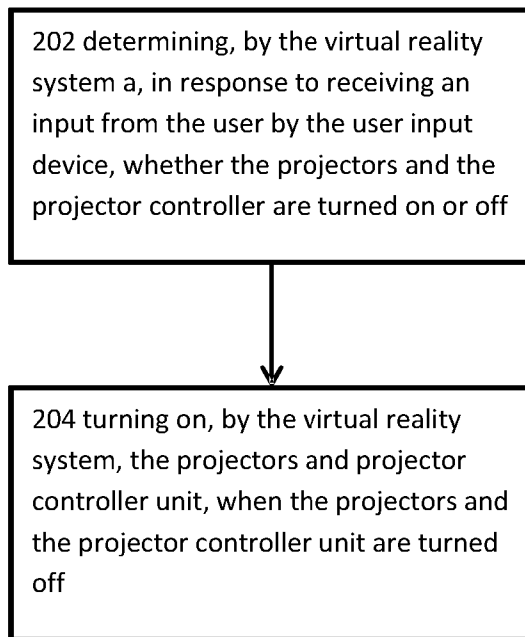 202 determining, by the virtual reality
system a, in response to receiving an
input from the user by the user input
device, whether the projectors and the
projector controller are turned on or off
204 turning on, by the virtual reality
system, the projectors and projector
controller unit, when the projectors and
the projector controller unit are turned
off